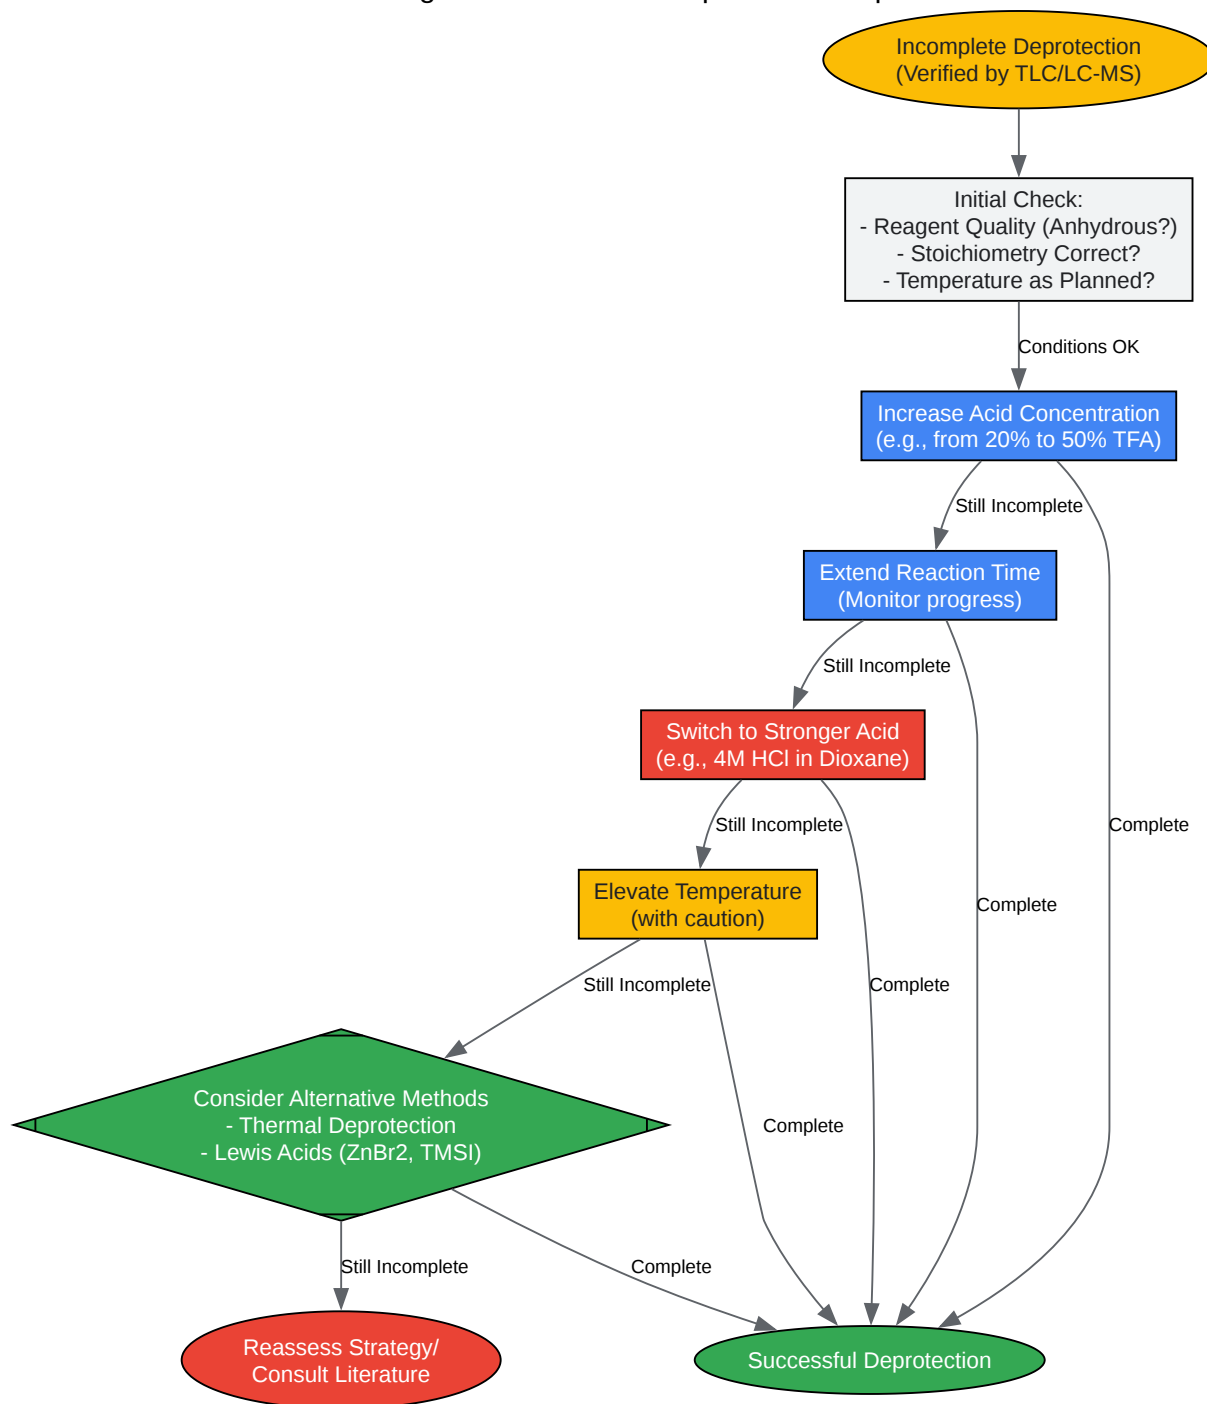 Incomplete Deprotection
(Verified by TLC/LC-MS)
Initial Check:
- Reagent Quality (Anhydrous?)
- Stoichiometry Correct?
- Temperature as Planned?
Conditions OK
Increase Acid Concentration
(e.g., from 20% to 50% TFA)
Still Incomplete
Extend Reaction Time
(Monitor progress)
Still Incomplete
Switch to Stronger Acid
(e.g., 4M HCl in Dioxane)
Still Incomplete
Complete
Elevate Temperature
(with caution)
Complete
Still Incomplete
Complete
Consider Alternative Methods
- Thermal Deprotection
- Lewis Acids (ZnBr2, TMSI)
Complete
Still Incomplete
Complete
Reassess Strategy/
Consult Literature
Successful Deprotection